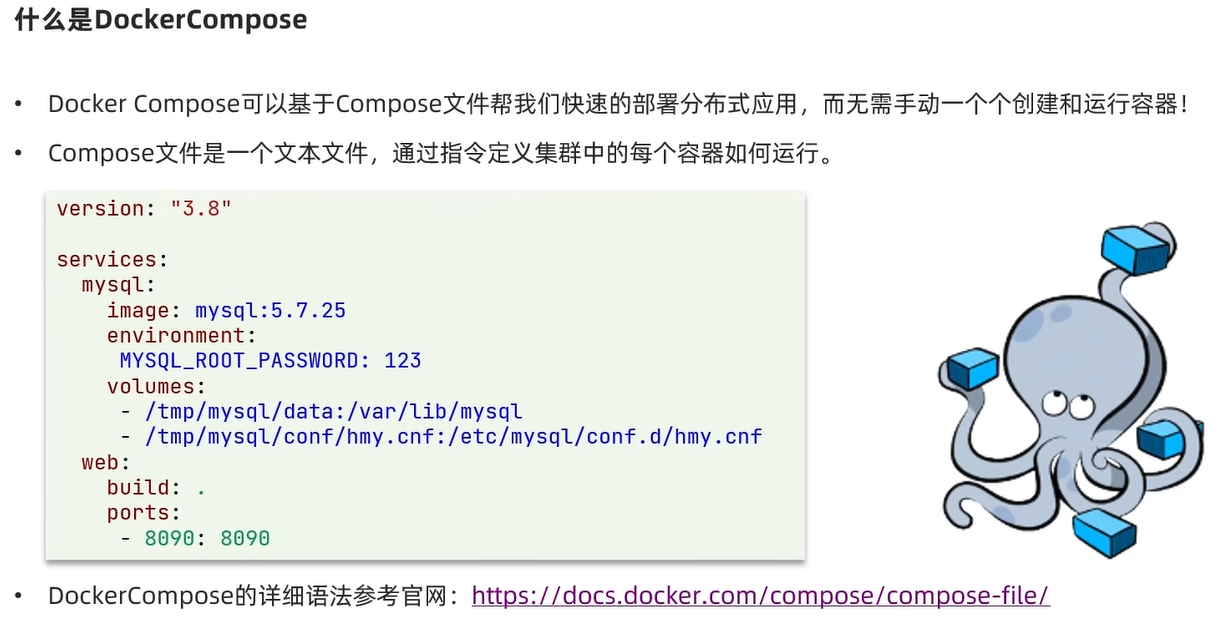 什么是DockerCompose
• Docker Compose可以基于Compose文件帮我们快速的部署分布式应用，而无需手动一个个创建和运行容器！
• Compose文件是一个文本文件，通过指令定义集群中的每个容器如何运行。
version: "3.8"
services:
  mysql:
    image: mysql:5.7.25
    environment:
     MYSQL_ROOT_PASSWORD: 123
    volumes:
     - /tmp/mysql/data:/var/lib/mysql
     - /tmp/mysql/conf/hmy.cnf:/etc/mysql/conf.d/hmy.cnf
  web:
    build: .
    ports:
     - 8090: 8090
• DockerCompose的详细语法参考官网：https://docs.docker.com/compose/compose-file/